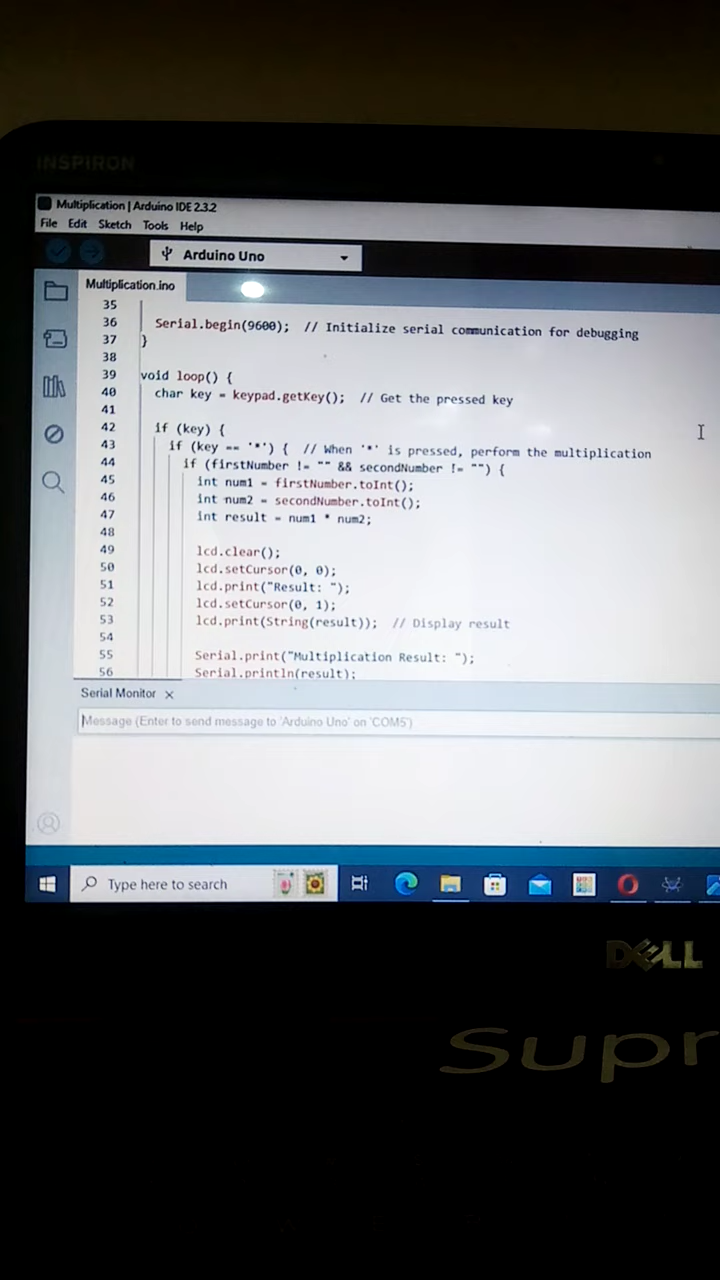 INSPIRON
Multiplication | Arduino IDE 2.3.2
File Edit Sketch Tools Help
Arduino Uno
Multiplication.ino
35
36 Serial.begin(9600); // Initialize serial communication for debugging
37 }
38
39 void loop() {
40 char key = keypad.getKey(); // Get the pressed key
41
42 if (key) {
43 if (key == '*') { // When '*' is pressed, perform the multiplication
44 if (firstNumber != "" && secondNumber != "") {
45 int num1 = firstNumber.toInt();
46 int num2 = secondNumber.toInt();
47 int result = num1 * num2;
48
49 lcd.clear();
50 lcd.setCursor(0, 0);
51 lcd.print("Result: ");
52 lcd.setCursor(0, 1);
53 lcd.print(String(result)); // Display result
54
55 Serial.print("Multiplication Result: ");
56 Serial.println(result);
Serial Monitor x
Message (Enter to send message to 'Arduino Uno' on 'COM5')
Type here to search
DELL
Supr